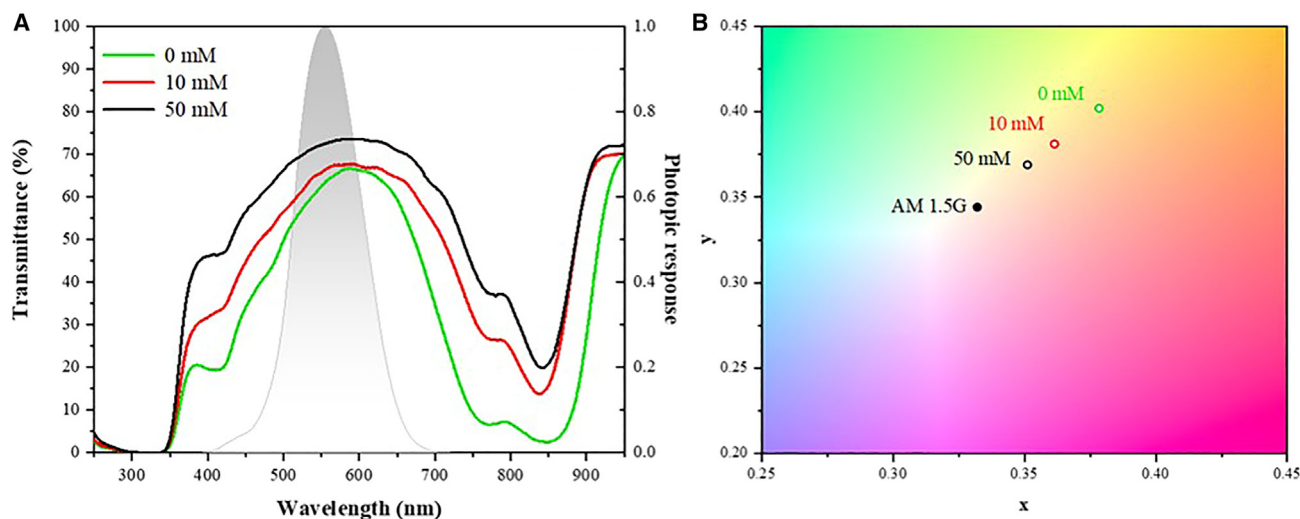 A
0 mM
10 mM
50 mM
100
90
80
70
60
50
40
30
20
10
0
Transmittance (%)
1.0
0.8
0.6
0.4
0.2
0.0
Photopic response
300 400 500 600 700 800 900
Wavelength (nm)
B
0.45
0.40
0.35
0.30
0.25
0.20
y
0 mM
10 mM
50 mM
AM 1.5G
0.25 0.30 0.35 0.40 0.45
x